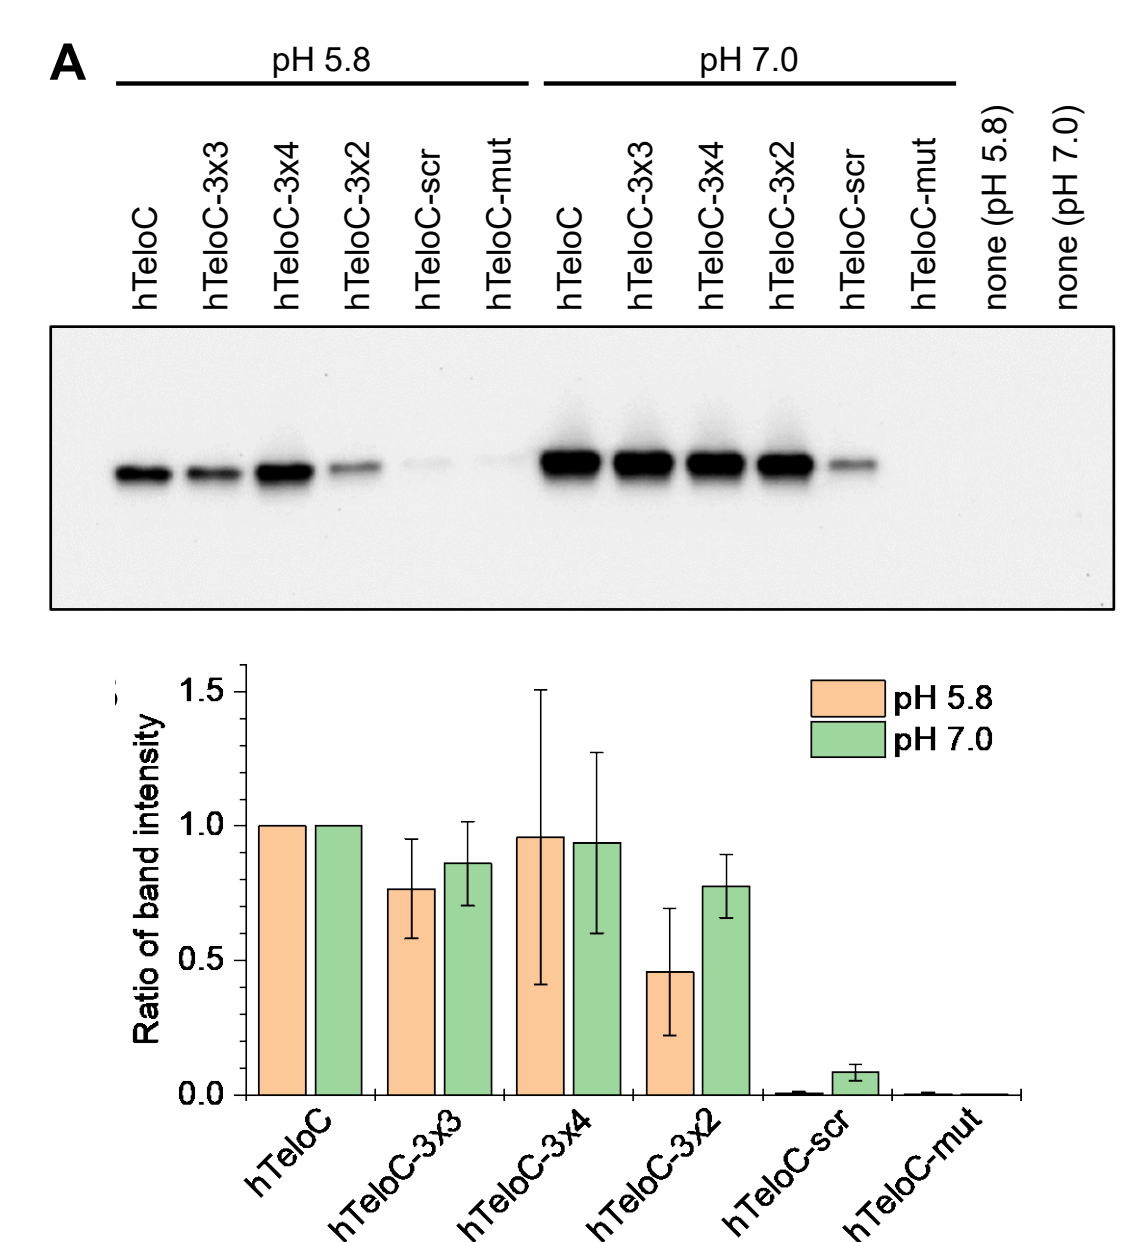 A
pH 5.8
pH 7.0
hTeloC
hTeloC-3x3
hTeloC-3x4
hTeloC-3x2
hTeloC-scr
hTeloC-mut
hTeloC
hTeloC-3x3
hTeloC-3x4
hTeloC-3x2
hTeloC-scr
hTeloC-mut
none (pH 5.8)
none (pH 7.0)
Ratio of band intensity
1.5
1.0
0.5
0.0
pH 5.8
pH 7.0
hTeloC
hTeloC-3x3
hTeloC-3x4
hTeloC-3x2
hTeloC-scr
hTeloC-mut